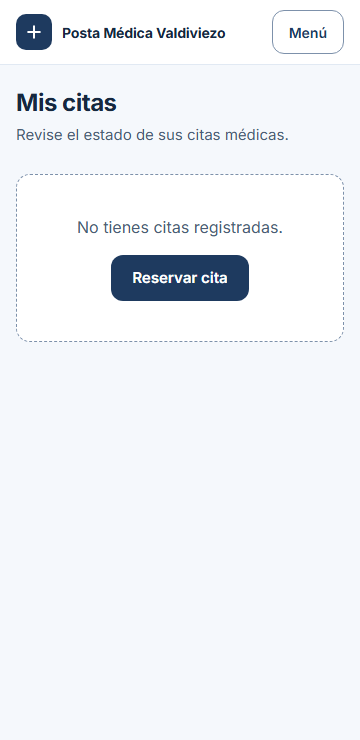 Posta Médica Valdiviezo
Menú
Mis citas
Revise el estado de sus citas médicas.
No tienes citas registradas.
Reservar cita